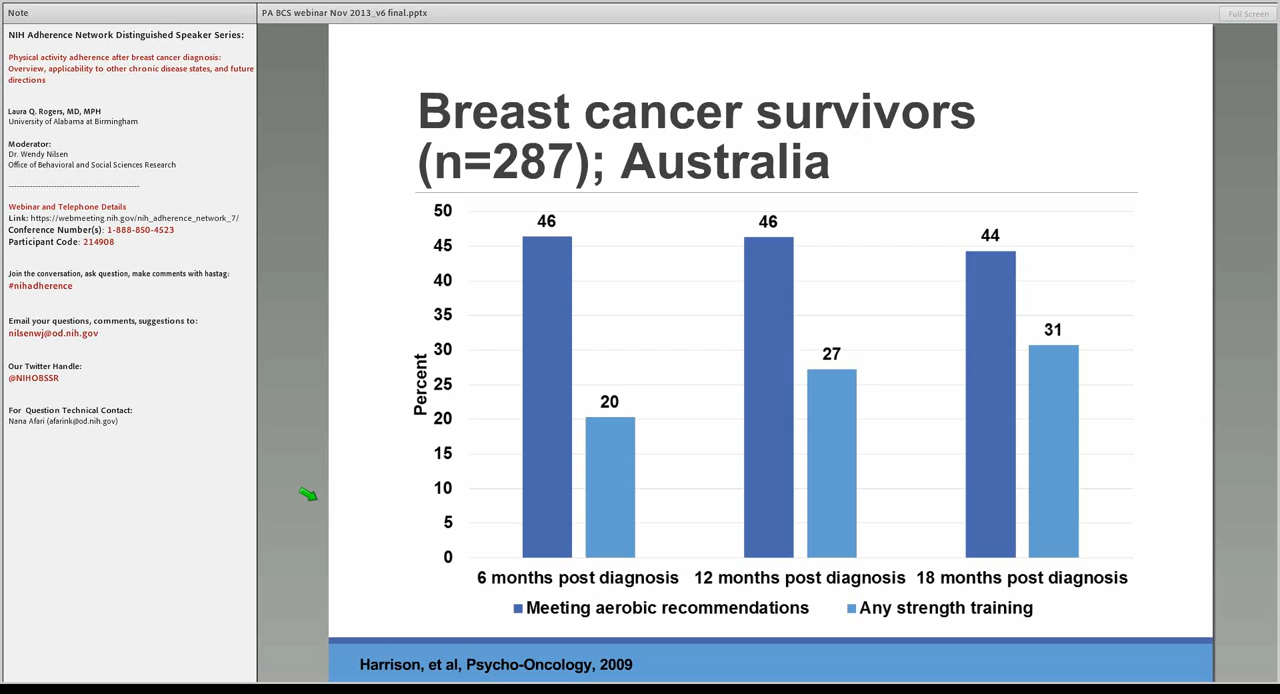 Note
NIH Adherence Network Distinguished Speaker Series:
Physical activity adherence after breast cancer diagnosis:
Overview, applicability to other chronic disease states, and future
directions
Laura Q. Rogers, MD, MPH
University of Alabama at Birmingham
Moderator:
Dr. Wendy Nilsen
Office of Behavioral and Social Sciences Research
----------------------------------------------------
Webinar and Telephone Details
Link: https://webmeeting.nih.gov/nih_adherence_network_7/
Conference Number(s): 1-888-850-4523
Participant Code: 214908
Join the conversation, ask question, make comments with hastag:
#nihadherence
Email your questions, comments, suggestions to:
nilsenwj@od.nih.gov
Our Twitter Handle:
@NIHOBSSR
For Question Technical Contact:
Nana Afari (afarink@od.nih.gov)
PA BCS webinar Nov 2013_v6 final.pptx
Full Screen
Breast cancer survivors
(n=287); Australia
Percent
50
45
40
35
30
25
20
15
10
5
0
46
20
46
27
44
31
6 months post diagnosis
12 months post diagnosis
18 months post diagnosis
Meeting aerobic recommendations
Any strength training
Harrison, et al, Psycho-Oncology, 2009